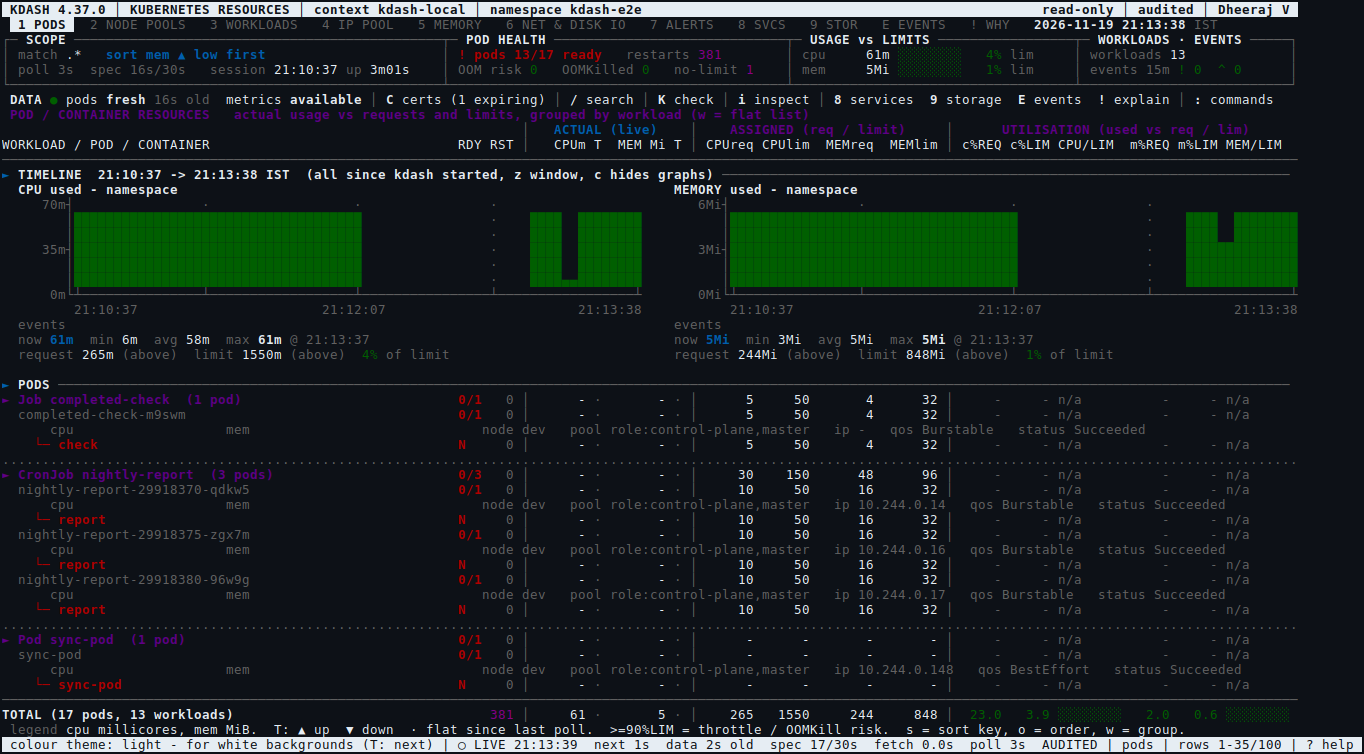 KDASH 4.37.0 │ KUBERNETES RESOURCES │ context kdash-local │ namespace kdash-e2e read-only │ audited │ Dheeraj V
1 PODS 2 NODE POOLS 3 WORKLOADS 4 IP POOL 5 MEMORY 6 NET & DISK IO 7 ALERTS 8 SVCS 9 STOR E EVENTS ! WHY 2026-11-19 21:13:38 IST
SCOPE POD HEALTH USAGE vs LIMITS WORKLOADS · EVENTS
match .* sort mem ▲ low first ! pods 13/17 ready restarts 381 cpu 61m 4% lim workloads 13
poll 3s spec 16s/30s session 21:10:37 up 3m01s OOM risk 0 OOMKilled 0 no-limit 1 mem 5Mi 1% lim events 15m ! 0 ^ 0
DATA ● pods fresh 16s old metrics available │ C certs (1 expiring) │ / search │ K check │ i inspect │ 8 services 9 storage E events ! explain │ : commands
POD / CONTAINER RESOURCES actual usage vs requests and limits, grouped by workload (w = flat list)
│ ACTUAL (live) │ ASSIGNED (req / limit) │ UTILISATION (used vs req / lim)
WORKLOAD / POD / CONTAINER RDY RST │ CPUm T MEM Mi T │ CPUreq CPUlim MEMreq MEMlim │ c%REQ c%LIM CPU/LIM m%REQ m%LIM MEM/LIM
► TIMELINE 21:10:37 -> 21:13:38 IST (all since kdash started, z window, c hides graphs)
CPU used - namespace MEMORY used - namespace
70m 6Mi
35m 3Mi
0m 0Mi
21:10:37 21:12:07 21:13:38 21:10:37 21:12:07 21:13:38
events events
now 61m min 6m avg 58m max 61m @ 21:13:37 now 5Mi min 3Mi avg 5Mi max 5Mi @ 21:13:37
request 265m (above) limit 1550m (above) 4% of limit request 244Mi (above) limit 848Mi (above) 1% of limit
► PODS
► Job completed-check (1 pod) 0/1 0 │ - · - · │ 5 50 4 32 │ - - n/a - - n/a
completed-check-m9swm 0/1 0 │ - · - · │ 5 50 4 32 │ - - n/a - - n/a
cpu mem node dev pool role:control-plane,master ip - qos Burstable status Succeeded
└─ check N 0 │ - · - · │ 5 50 4 32 │ - - n/a - - n/a
► CronJob nightly-report (3 pods) 0/3 0 │ - · - · │ 30 150 48 96 │ - - n/a - - n/a
nightly-report-29918370-qdkw5 0/1 0 │ - · - · │ 10 50 16 32 │ - - n/a - - n/a
cpu mem node dev pool role:control-plane,master ip 10.244.0.14 qos Burstable status Succeeded
└─ report N 0 │ - · - · │ 10 50 16 32 │ - - n/a - - n/a
nightly-report-29918375-zgx7m 0/1 0 │ - · - · │ 10 50 16 32 │ - - n/a - - n/a
cpu mem node dev pool role:control-plane,master ip 10.244.0.16 qos Burstable status Succeeded
└─ report N 0 │ - · - · │ 10 50 16 32 │ - - n/a - - n/a
nightly-report-29918380-96w9g 0/1 0 │ - · - · │ 10 50 16 32 │ - - n/a - - n/a
cpu mem node dev pool role:control-plane,master ip 10.244.0.17 qos Burstable status Succeeded
└─ report N 0 │ - · - · │ 10 50 16 32 │ - - n/a - - n/a
► Pod sync-pod (1 pod) 0/1 0 │ - · - · │ - - - - │ - - n/a - - n/a
sync-pod 0/1 0 │ - · - · │ - - - - │ - - n/a - - n/a
cpu mem node dev pool role:control-plane,master ip 10.244.0.148 qos BestEffort status Succeeded
└─ sync-pod N 0 │ - · - · │ - - - - │ - - n/a - - n/a
TOTAL (17 pods, 13 workloads) 381 │ 61 · 5 · │ 265 1550 244 848 │ 23.0 3.9 2.0 0.6
legend cpu millicores, mem MiB. T: ▲ up ▼ down · flat since last poll. >=90%LIM = throttle / OOMKill risk. s = sort key, o = order, w = group.
colour theme: light - for white backgrounds (T: next) │ ○ LIVE 21:13:39 next 1s data 2s old spec 17/30s fetch 0.0s poll 3s AUDITED │ pods │ rows 1-35/100 │ ? help